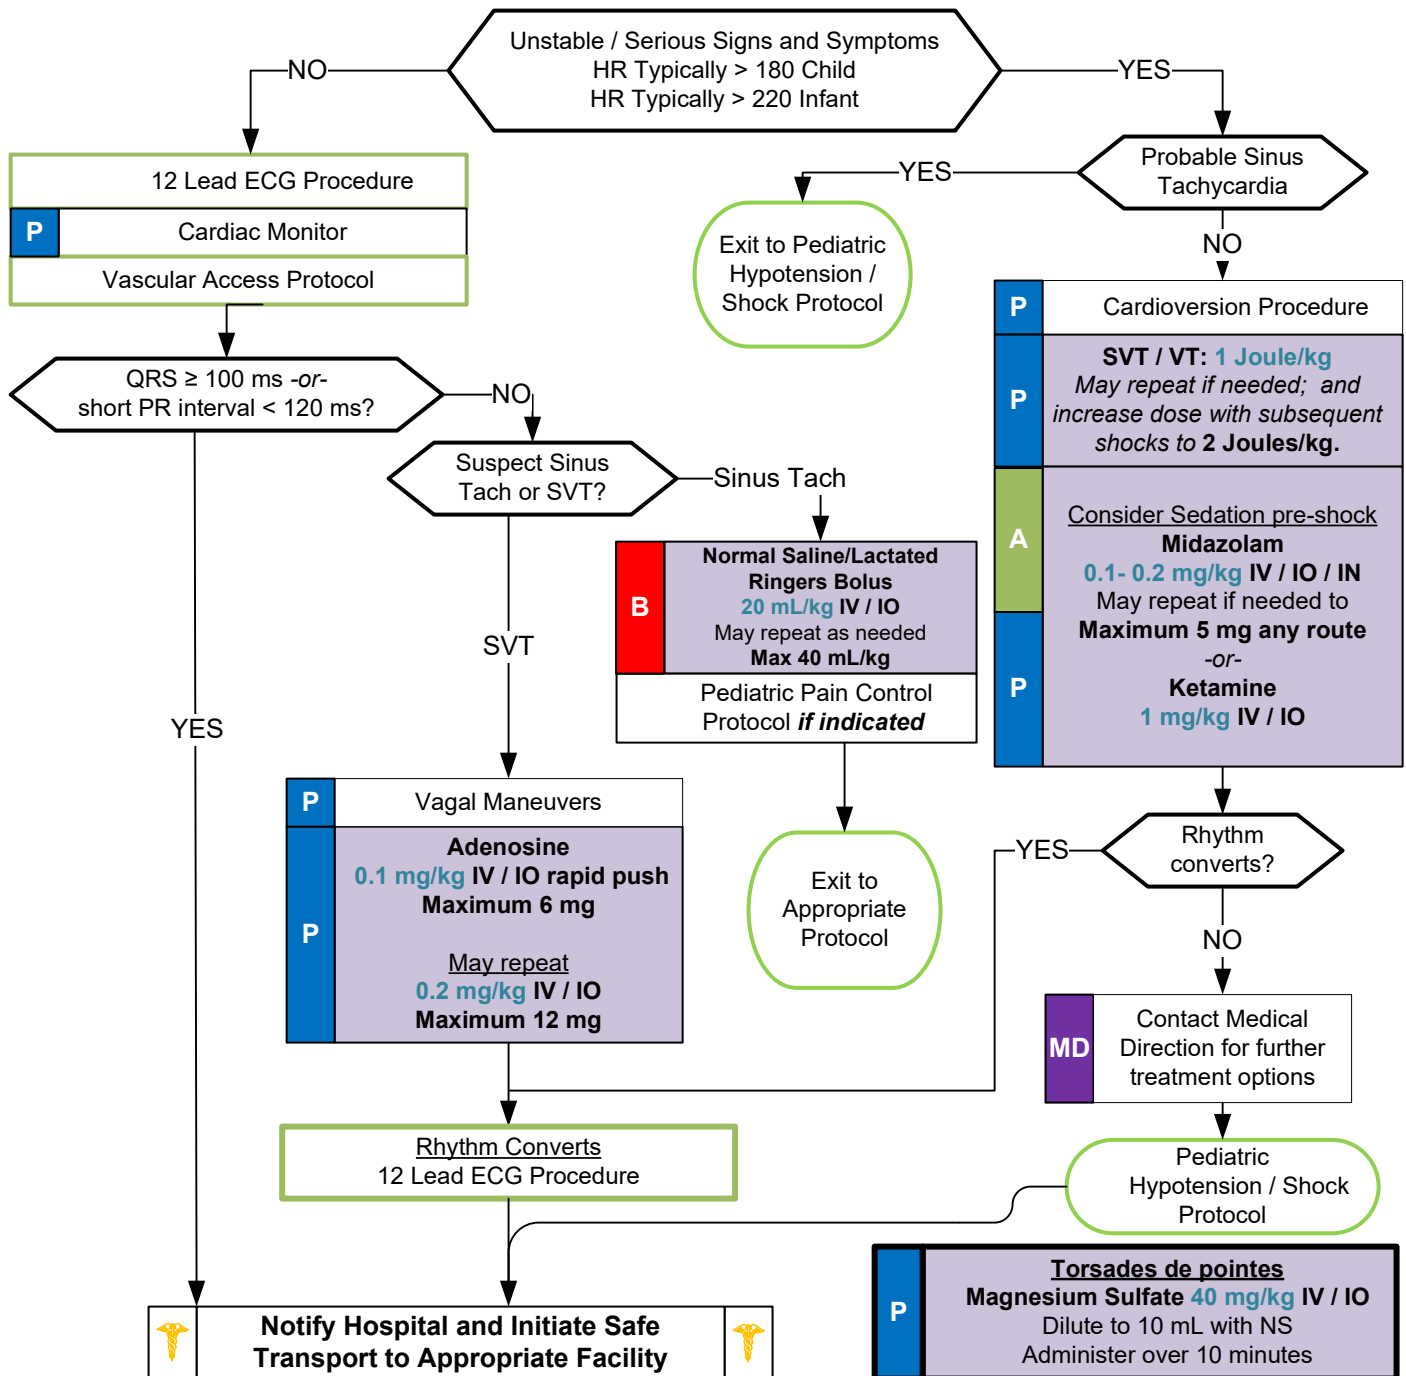 Unstable / Serious Signs and Symptoms
HR Typically > 180 Child
HR Typically > 220 Infant
NO
YES
12 Lead ECG Procedure
P
Cardiac Monitor
Vascular Access Protocol
Probable Sinus
Tachycardia
YES
NO
Exit to Pediatric
Hypotension /
Shock Protocol
P
Cardioversion Procedure
P
SVT / VT: 1 Joule/kg
May repeat if needed; and
increase dose with subsequent
shocks to 2 Joules/kg.
A
P
Consider Sedation pre-shock
Midazolam
0.1- 0.2 mg/kg IV / IO / IN
May repeat if needed to
Maximum 5 mg any route
-or-
Ketamine
1 mg/kg IV / IO
QRS ≥ 100 ms -or-
short PR interval < 120 ms?
NO
YES
Suspect Sinus
Tach or SVT?
Sinus Tach
SVT
B
Normal Saline/Lactated
Ringers Bolus
20 mL/kg IV / IO
May repeat as needed
Max 40 mL/kg
Pediatric Pain Control
Protocol if indicated
Exit to
Appropriate
Protocol
P
Vagal Maneuvers
P
Adenosine
0.1 mg/kg IV / IO rapid push
Maximum 6 mg
May repeat
0.2 mg/kg IV / IO
Maximum 12 mg
Rhythm
converts?
YES
NO
MD
Contact Medical
Direction for further
treatment options
Rhythm Converts
12 Lead ECG Procedure
Pediatric
Hypotension / Shock
Protocol
Notify Hospital and Initiate Safe
Transport to Appropriate Facility
P
Torsades de pointes
Magnesium Sulfate 40 mg/kg IV / IO
Dilute to 10 mL with NS
Administer over 10 minutes